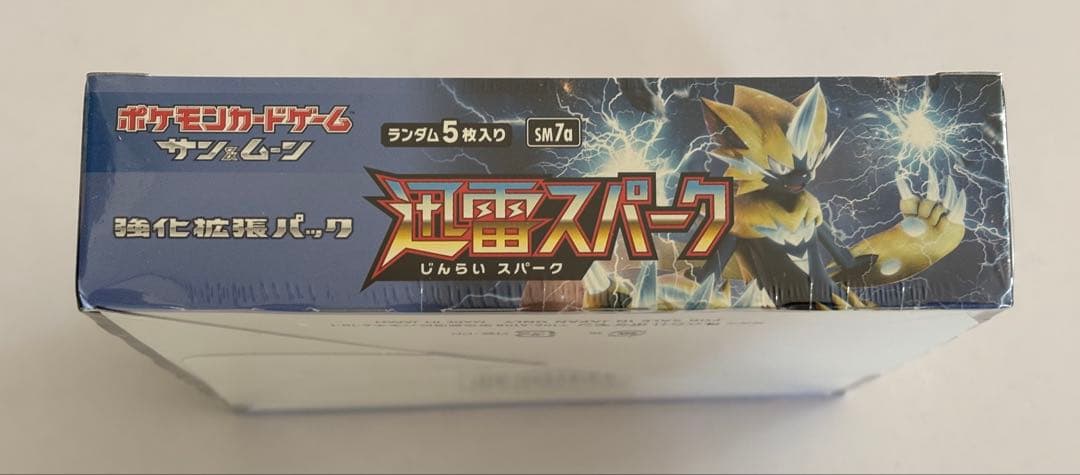 ポケモンカードゲーム
サン&ムーン
ランダム5枚入り
SM7a
強化拡張パック
迅雷スパーク
じんらい スパーク